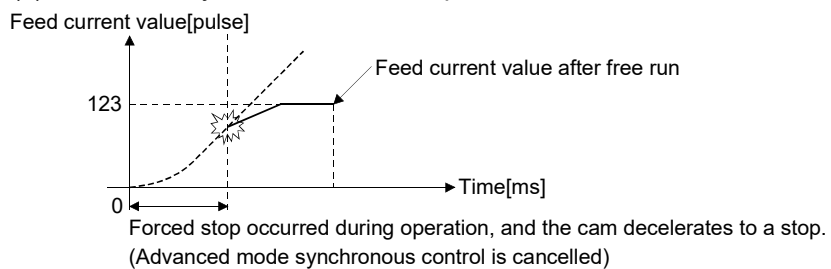 Feed current value[pulse]
Feed current value after free run
123
Time[ms]
0
Forced stop occurred during operation, and the cam decelerates to a stop.
(Advanced mode synchronous control is cancelled)